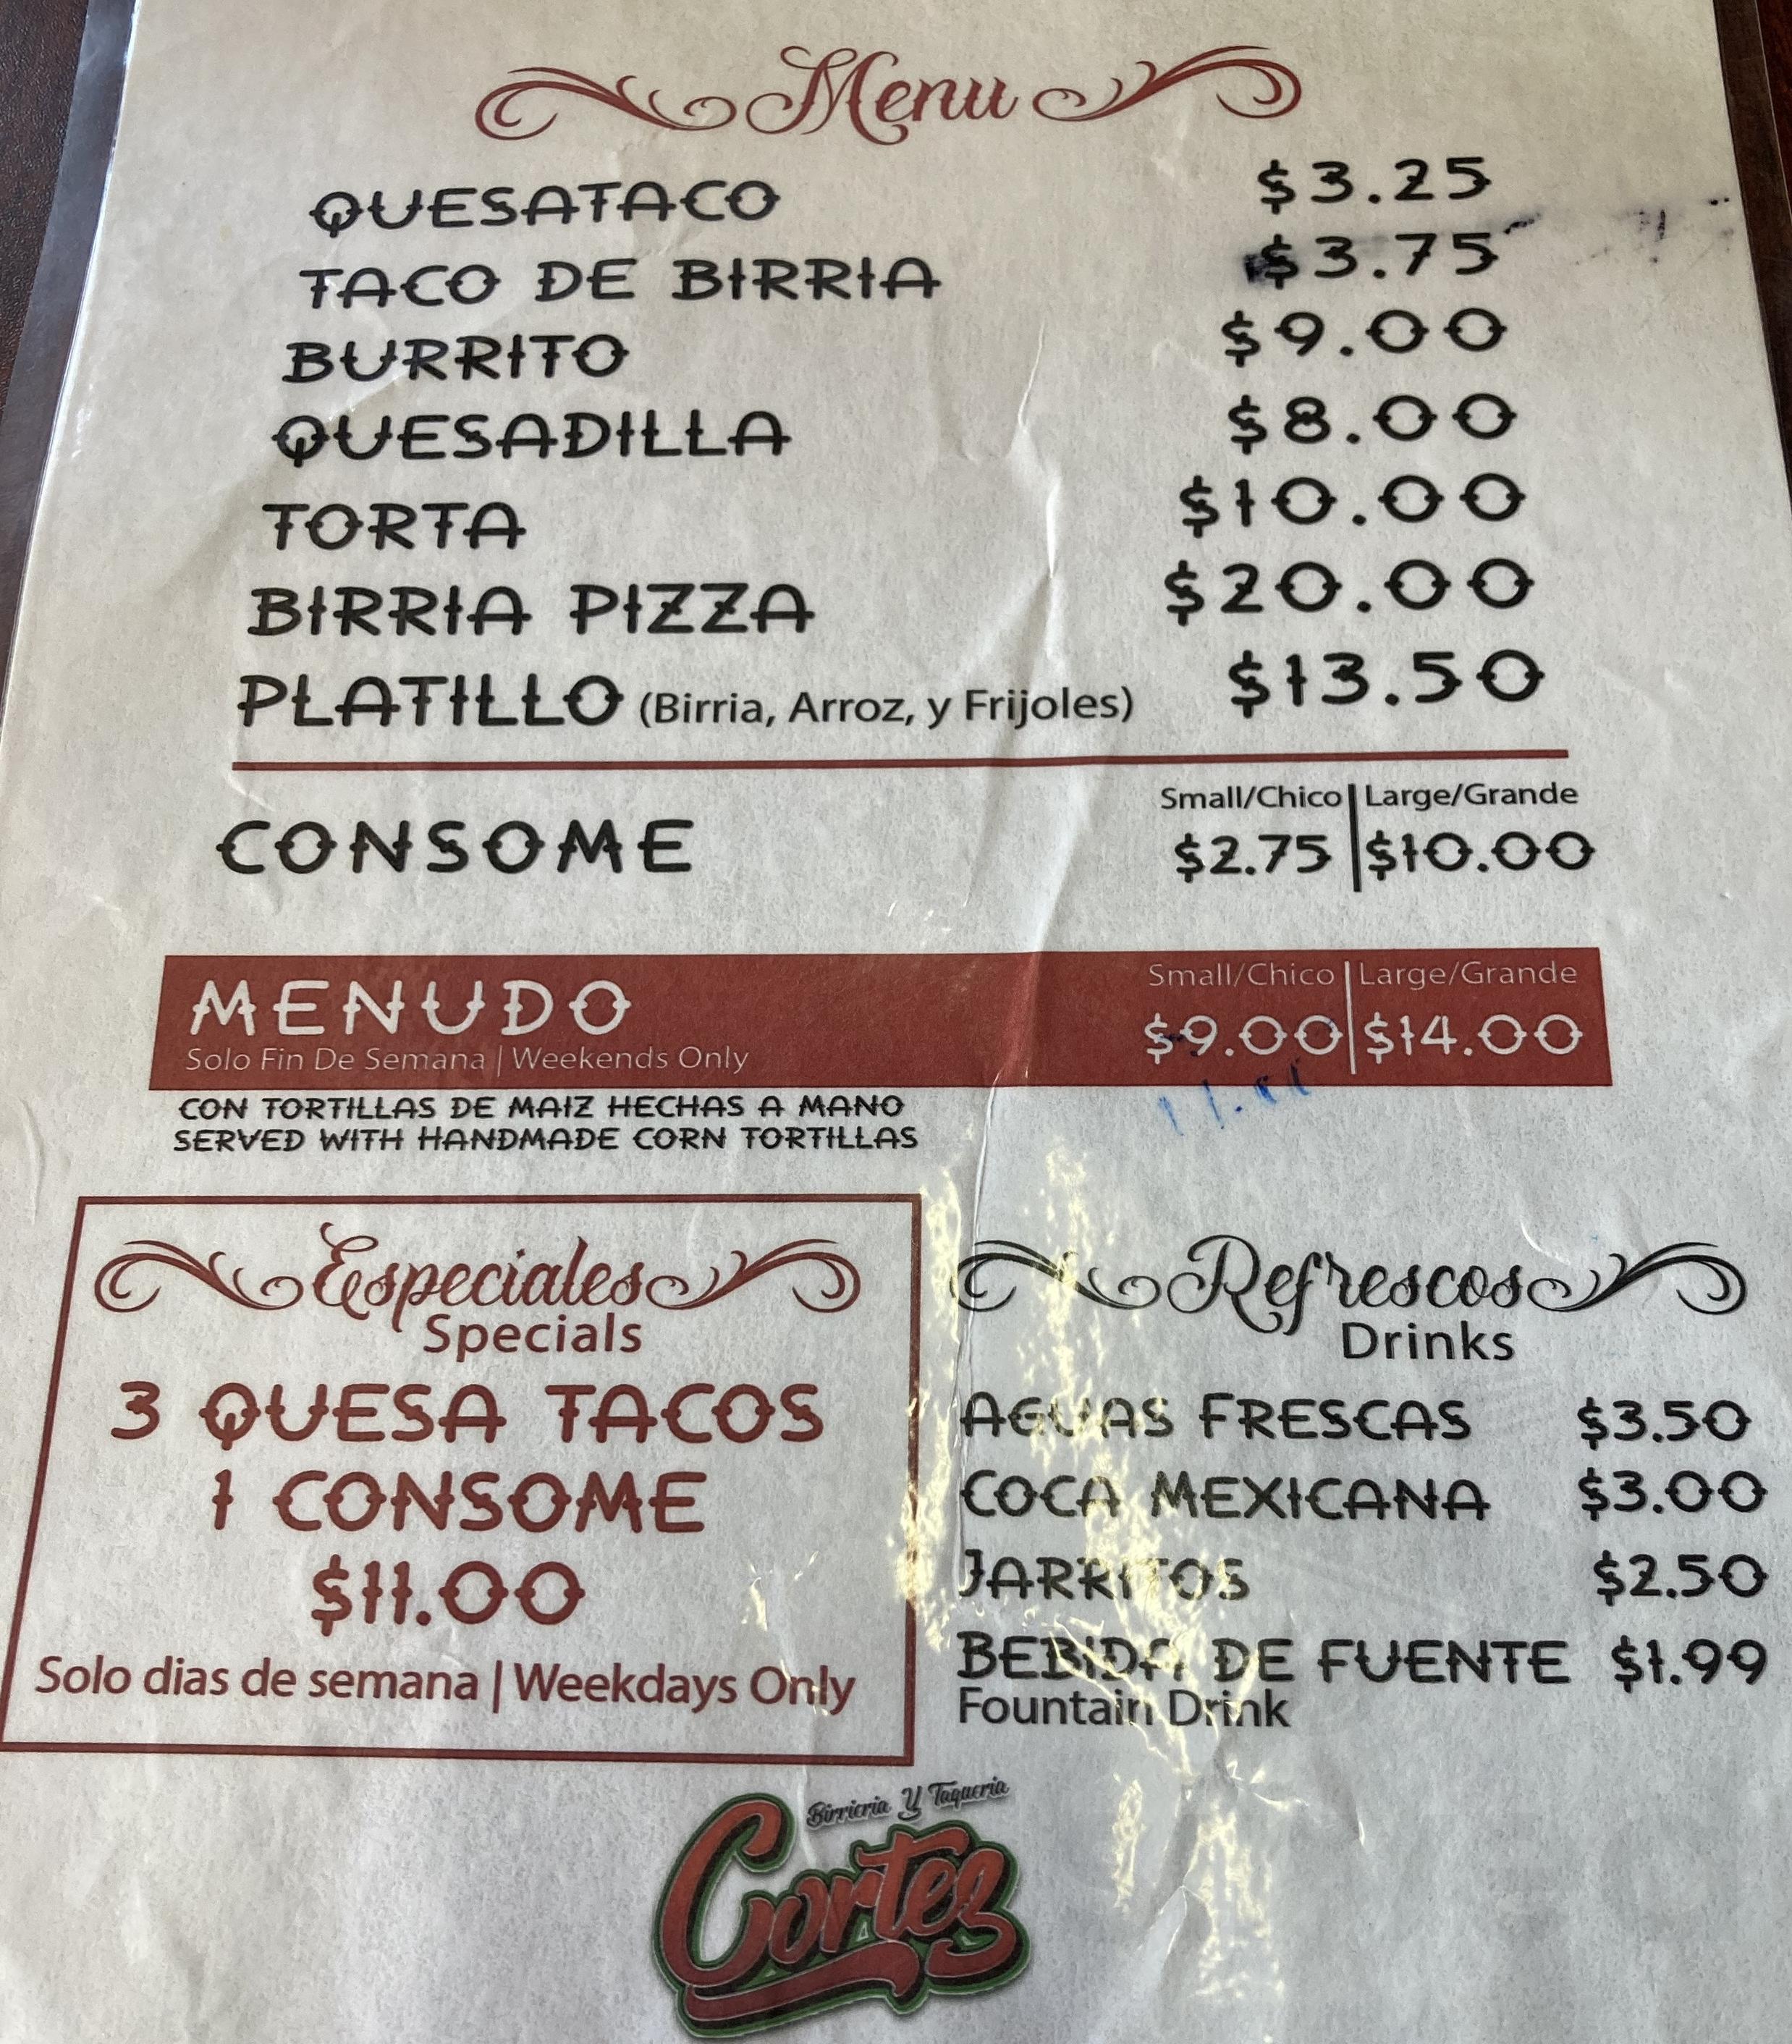 Menu
QUESATACO $3.25
TACO DE BIRRIA $3.75
BURRITO $9.00
QUESADILLA $8.00
TORTA $10.00
BIRRIA PIZZA $20.00
PLATILLO (Birria, Arroz, y Frijoles) $13.50
Small/Chico | Large/Grande
CONSOME $2.75 | $10.00
Small/Chico | Large/Grande
MENUDO $9.00 | $14.00
Solo Fin De Semana | Weekends Only
CON TORTILLAS DE MAIZ HECHAS A MANO
SERVED WITH HANDMADE CORN TORTILLAS
Especiales
Specials
3 QUESA TACOS
1 CONSOME
$11.00
Solo dias de semana | Weekdays Only
Refrescos
Drinks
AGUAS FRESCAS $3.50
COCA MEXICANA $3.00
JARRITOS $2.50
BEBIDA DE FUENTE $1.99
Fountain Drink
Birrieria Y Taqueria
Cortez